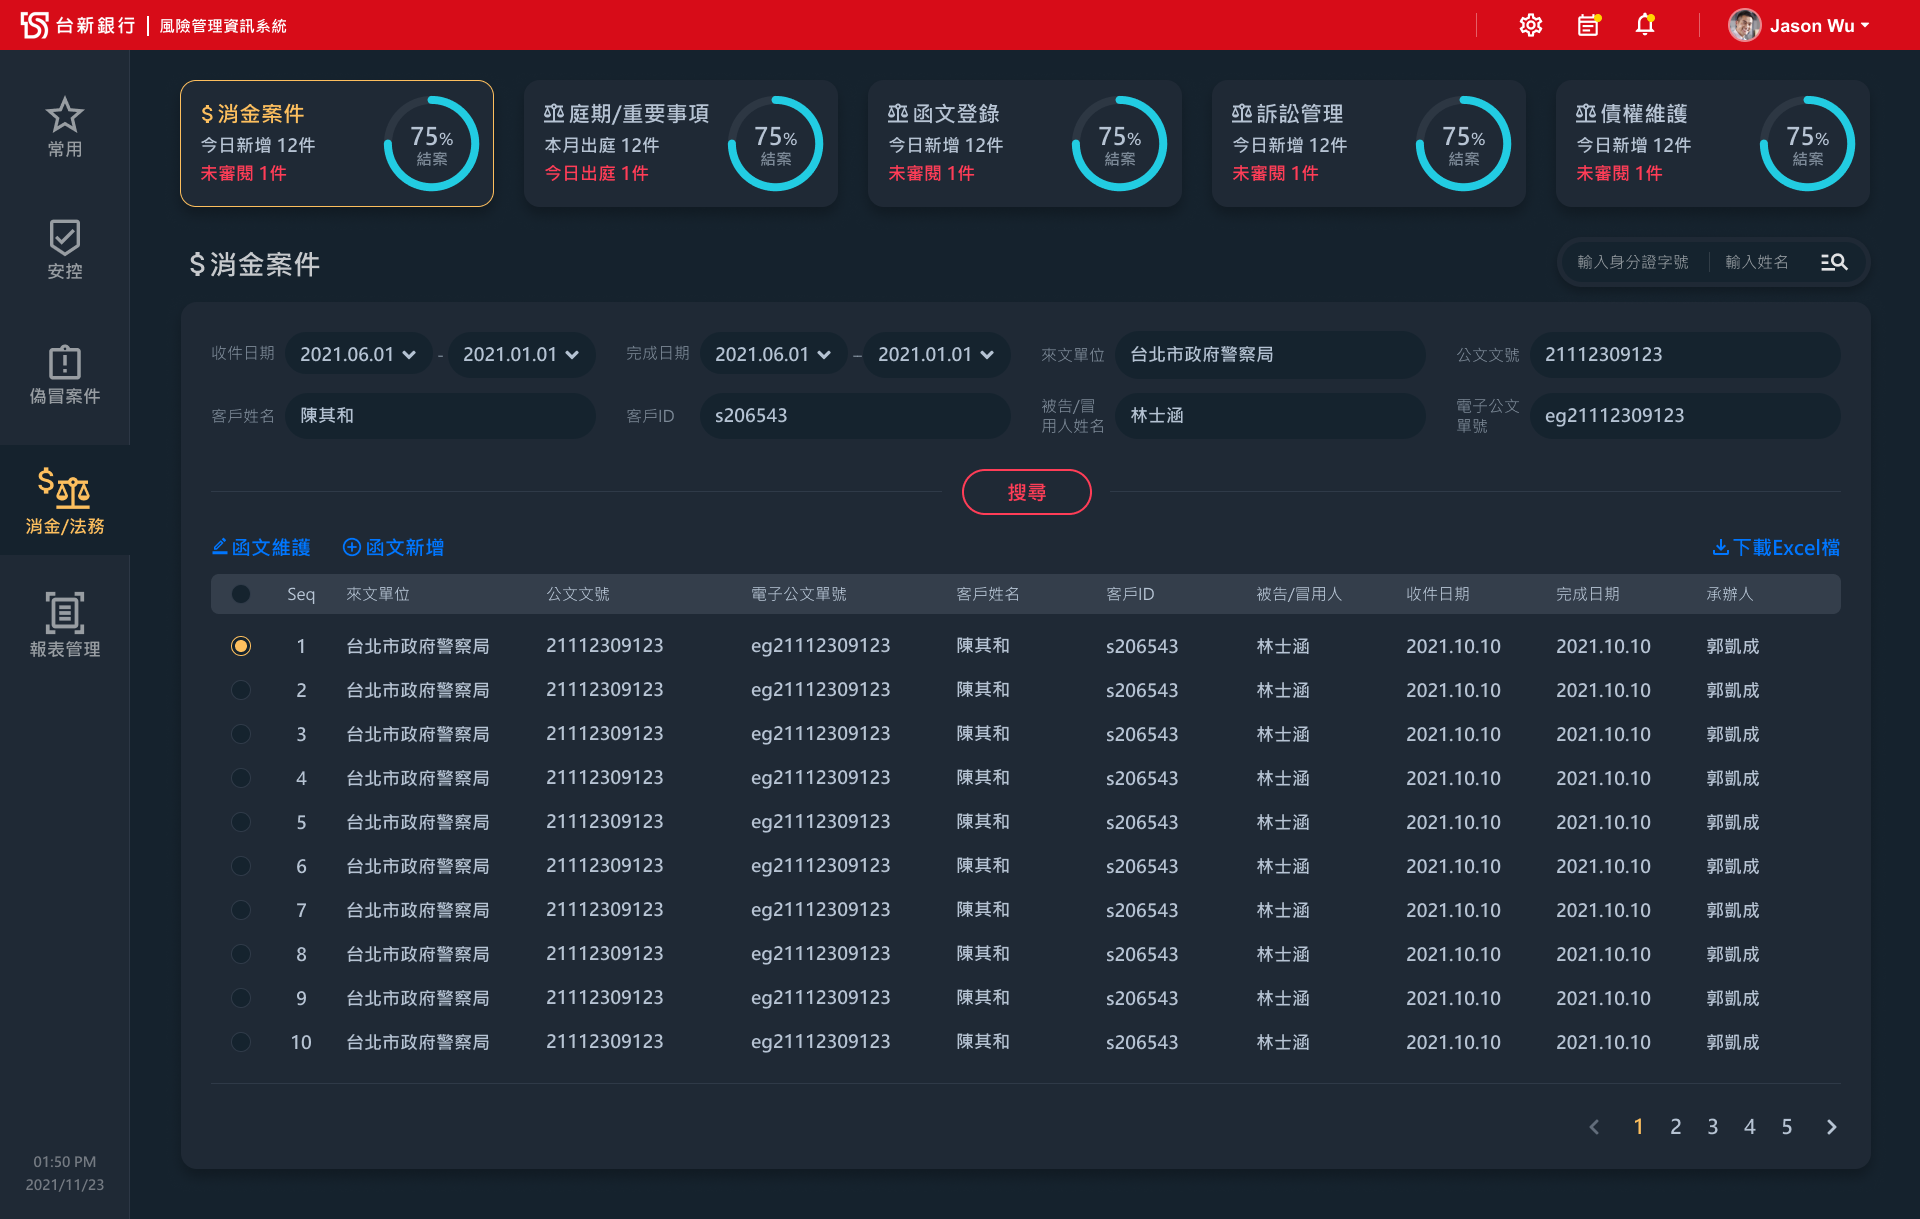 台新銀行 | 風險管理資訊系統
Jason Wu
常用
安控
偽冒案件
消金/法務
報表管理
01:50 PM
2021/11/23
$消金案件
今日新增 12件
未審閱 1件
75%
結案
庭期/重要事項
本月出庭 12件
今日出庭 1件
75%
結案
函文登錄
今日新增 12件
未審閱 1件
75%
結案
訴訟管理
今日新增 12件
未審閱 1件
75%
結案
債權維護
今日新增 12件
未審閱 1件
75%
結案
$消金案件
輸入身分證字號 輸入姓名
收件日期 2021.06.01 - 2021.01.01 完成日期 2021.06.01 – 2021.01.01 來文單位 台北市政府警察局 公文文號 21112309123
客戶姓名 陳其和 客戶ID s206543 被告/冒
用人姓名 林士涵 電子公文
單號 eg21112309123
搜尋
函文維護 函文新增 下載Excel檔
Seq 來文單位 公文文號 電子公文單號 客戶姓名 客戶ID 被告/冒用人 收件日期 完成日期 承辦人
1 台北市政府警察局 21112309123 eg21112309123 陳其和 s206543 林士涵 2021.10.10 2021.10.10 郭凱成
2 台北市政府警察局 21112309123 eg21112309123 陳其和 s206543 林士涵 2021.10.10 2021.10.10 郭凱成
3 台北市政府警察局 21112309123 eg21112309123 陳其和 s206543 林士涵 2021.10.10 2021.10.10 郭凱成
4 台北市政府警察局 21112309123 eg21112309123 陳其和 s206543 林士涵 2021.10.10 2021.10.10 郭凱成
5 台北市政府警察局 21112309123 eg21112309123 陳其和 s206543 林士涵 2021.10.10 2021.10.10 郭凱成
6 台北市政府警察局 21112309123 eg21112309123 陳其和 s206543 林士涵 2021.10.10 2021.10.10 郭凱成
7 台北市政府警察局 21112309123 eg21112309123 陳其和 s206543 林士涵 2021.10.10 2021.10.10 郭凱成
8 台北市政府警察局 21112309123 eg21112309123 陳其和 s206543 林士涵 2021.10.10 2021.10.10 郭凱成
9 台北市政府警察局 21112309123 eg21112309123 陳其和 s206543 林士涵 2021.10.10 2021.10.10 郭凱成
10 台北市政府警察局 21112309123 eg21112309123 陳其和 s206543 林士涵 2021.10.10 2021.10.10 郭凱成
1 2 3 4 5